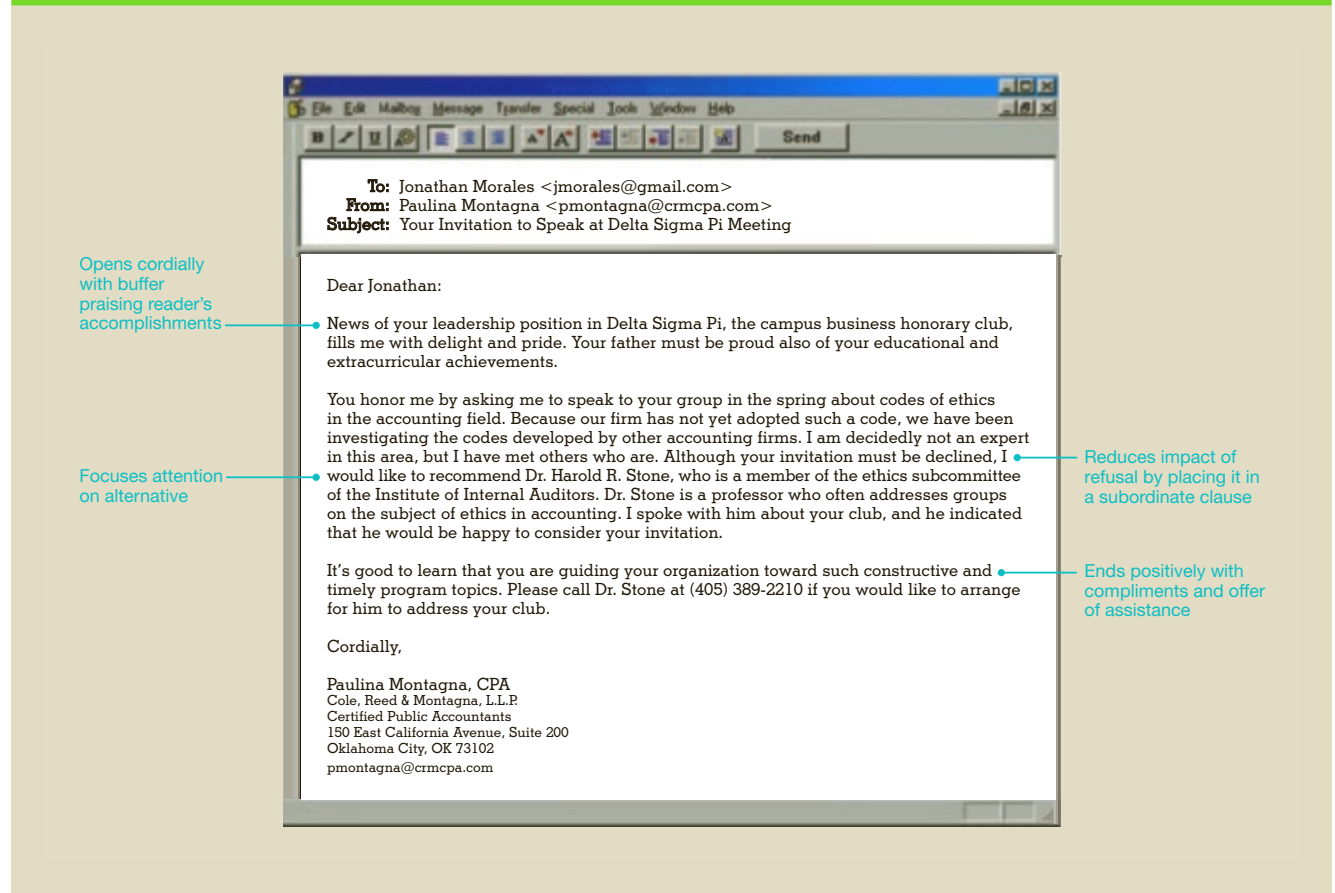 File Edit Mailbox Message Transfer Special Tools Window Help
B I U Send
To: Jonathan Morales <jmorales@gmail.com>
From: Paulina Montagna <pmontagna@crmcpa.com>
Subject: Your Invitation to Speak at Delta Sigma Pi Meeting
Opens cordially
with buffer
praising reader’s
accomplishments
Dear Jonathan:
News of your leadership position in Delta Sigma Pi, the campus business honorary club,
fills me with delight and pride. Your father must be proud also of your educational and
extracurricular achievements.
You honor me by asking me to speak to your group in the spring about codes of ethics
in the accounting field. Because our firm has not yet adopted such a code, we have been
investigating the codes developed by other accounting firms. I am decidedly not an expert
in this area, but I have met others who are. Although your invitation must be declined, I
would like to recommend Dr. Harold R. Stone, who is a member of the ethics subcommittee
of the Institute of Internal Auditors. Dr. Stone is a professor who often addresses groups
on the subject of ethics in accounting. I spoke with him about your club, and he indicated
that he would be happy to consider your invitation.
Focuses attention
on alternative
Reduces impact of
refusal by placing it in
a subordinate clause
It’s good to learn that you are guiding your organization toward such constructive and
timely program topics. Please call Dr. Stone at (405) 389-2210 if you would like to arrange
for him to address your club.
Ends positively with
compliments and offer
of assistance
Cordially,
Paulina Montagna, CPA
Cole, Reed & Montagna, L.L.P.
Certified Public Accountants
150 East California Avenue, Suite 200
Oklahoma City, OK 73102
pmontagna@crmcpa.com